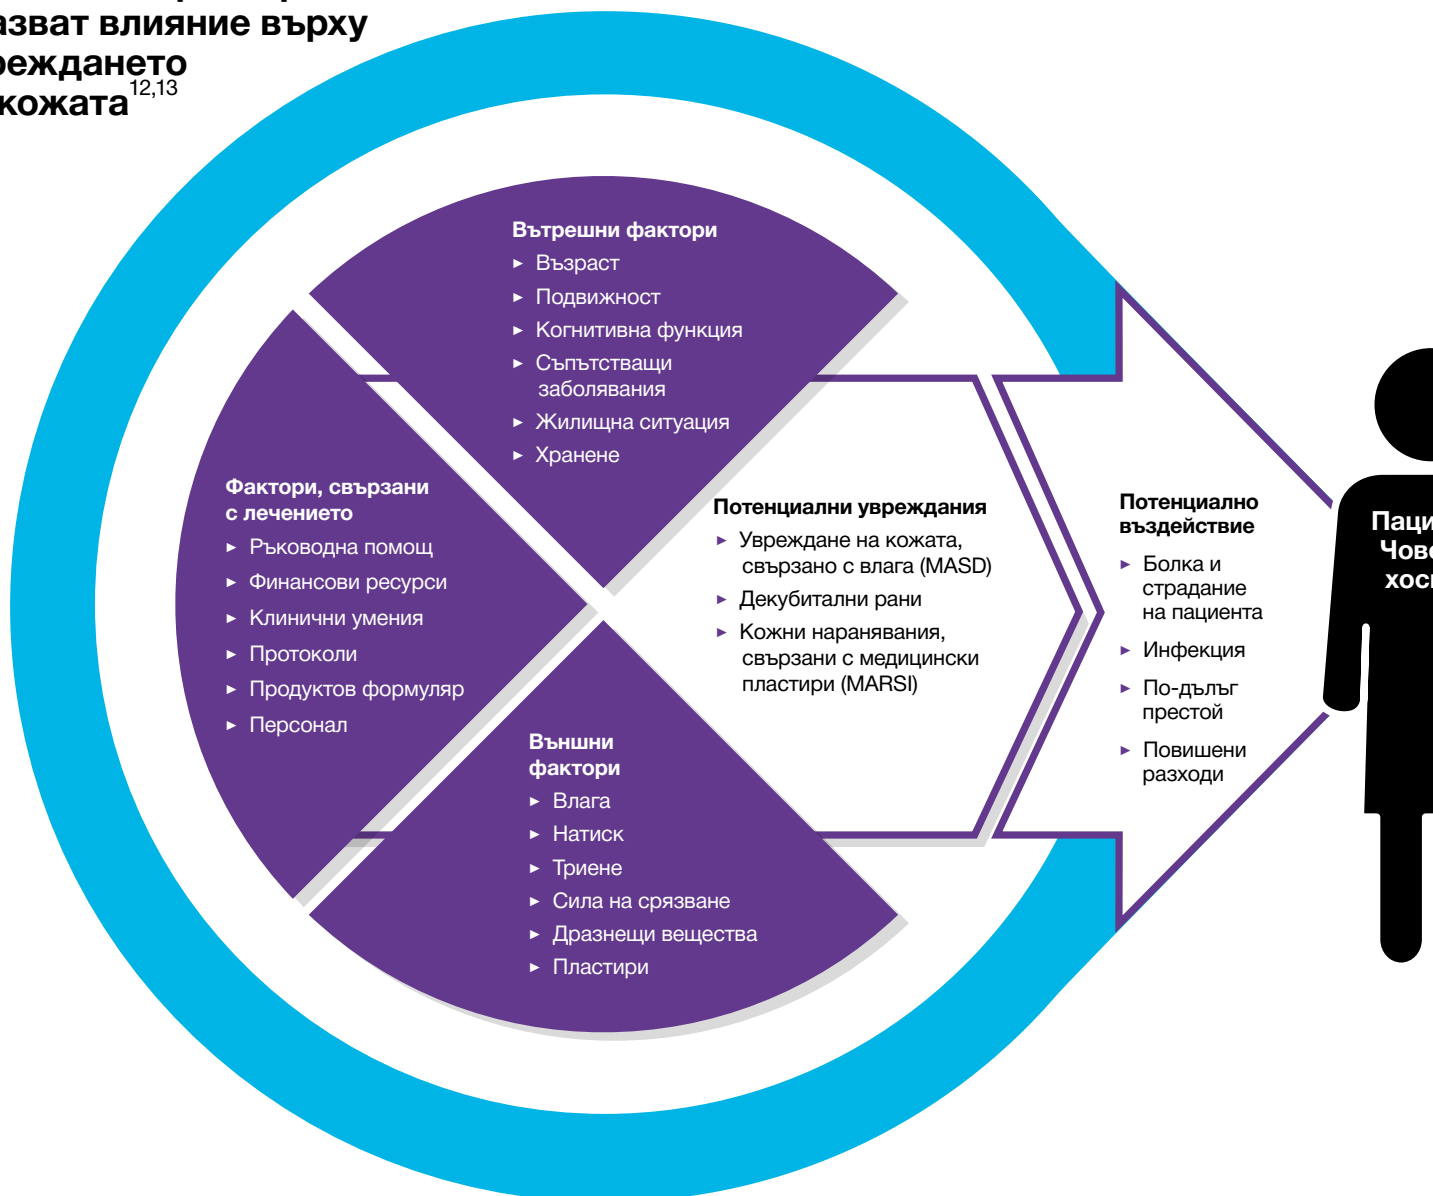 влияние върху
кожата12,13
Вътрешни фактори
► Възраст
► Подвижност
► Когнитивна функция
► Съпътстващи
заболявания
► Жилищна ситуация
► Хранене
Фактори, свързани
с лечението
► Ръководна помощ
► Финансови ресурси
► Клинични умения
► Протоколи
► Продуктов формуляр
► Персонал
Външни
фактори
► Влага
► Натиск
► Триене
► Сила на срязване
► Дразнещи вещества
► Пластири
Потенциални увреждания
► Увреждане на кожата,
свързано с влага (MASD)
► Декубитални рани
► Кожни наранявания,
свързани с медицински
пластири (MARSI)
Потенциално
въздействие
► Болка и
страдание
на пациента
► Инфекция
► По-дълъг
престой
► Повишени
разходи